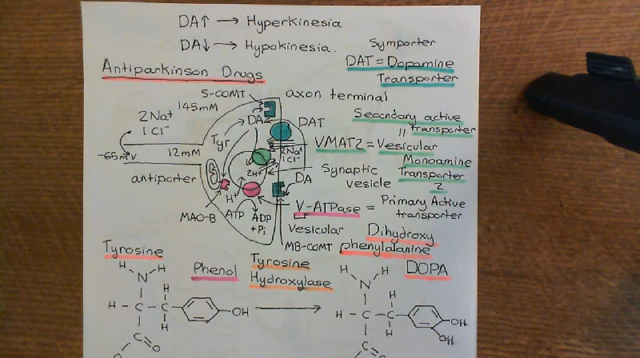 DA↑ → Hyperkinesia
DA↓ → Hypokinesia.
Symporter
DAT = Dopamine
Transporter
Antiparkinson Drugs
S-COMT
axon terminal
145mM
DA
2Na⁺
1Cl⁻
DAT
Secondary active
transporter
Tyr
2Na⁺
1Cl⁻
VMAT2 = Vesicular
Monoamine
Transporter
2
-65mV
12mM
2H⁺
antiporter
Synaptic
vesicle
DA
H⁺
V-ATPase = Primary Active
transporter
MAO-B
ATP
ADP
+Pi
Vesicular
MB-COMT
Dihydroxy
phenylalanine
Tyrosine
Phenol
Tyrosine
Hydroxylase
DOPA
H H
N
H
H-C-C
H
OH
C=O
O
H H
N
H
H-C-C
H
OH
OH
C=O
O